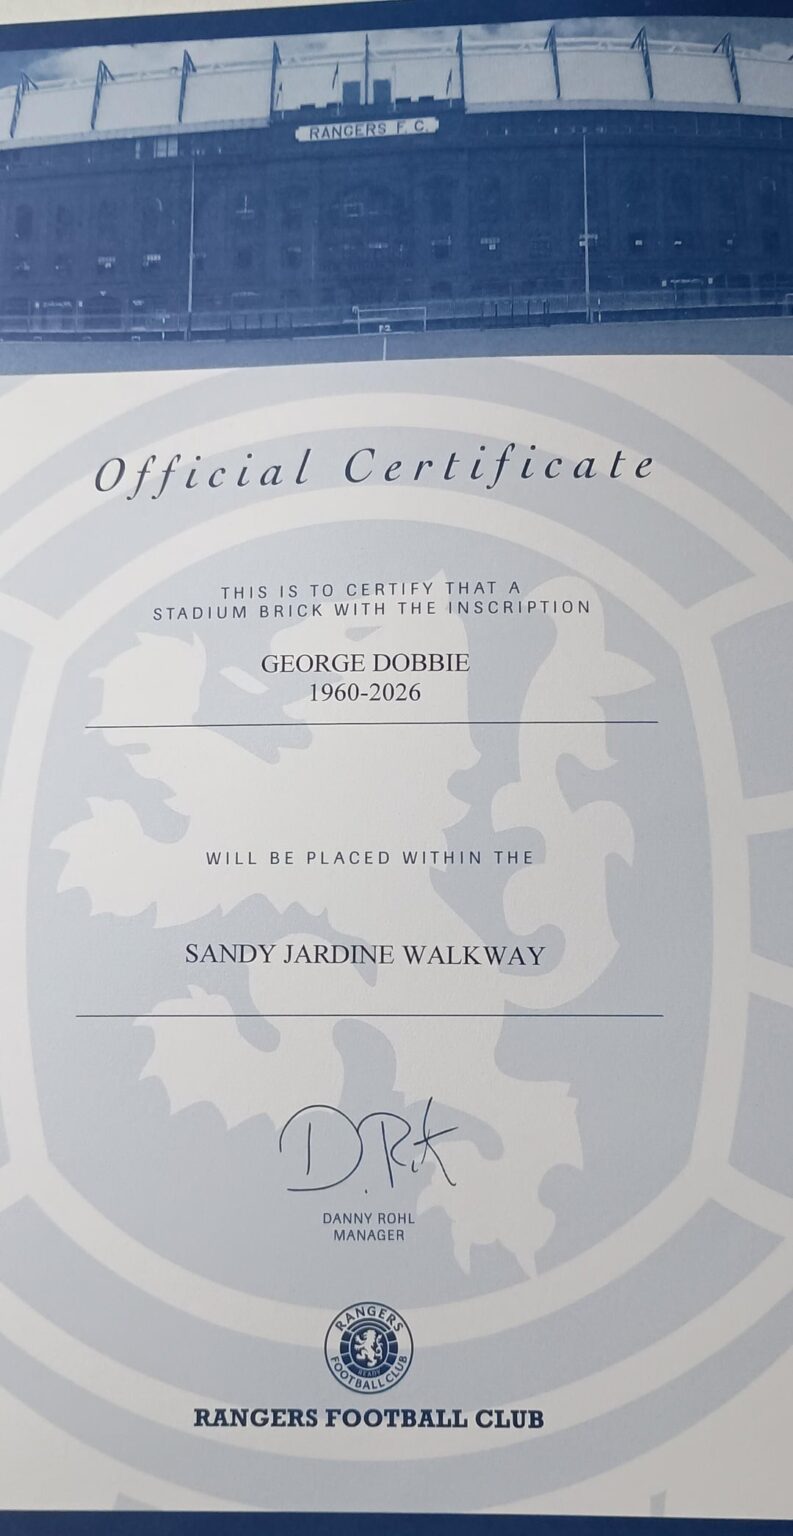 RANGERS F.C.
Official Certificate
THIS IS TO CERTIFY THAT A
STADIUM BRICK WITH THE INSCRIPTION
GEORGE DOBBIE
1960-2026
WILL BE PLACED WITHIN THE
SANDY JARDINE WALKWAY
D.R.K
DANNY ROHL
MANAGER
RANGERS
FOOTBALL CLUB
READY
RANGERS FOOTBALL CLUB